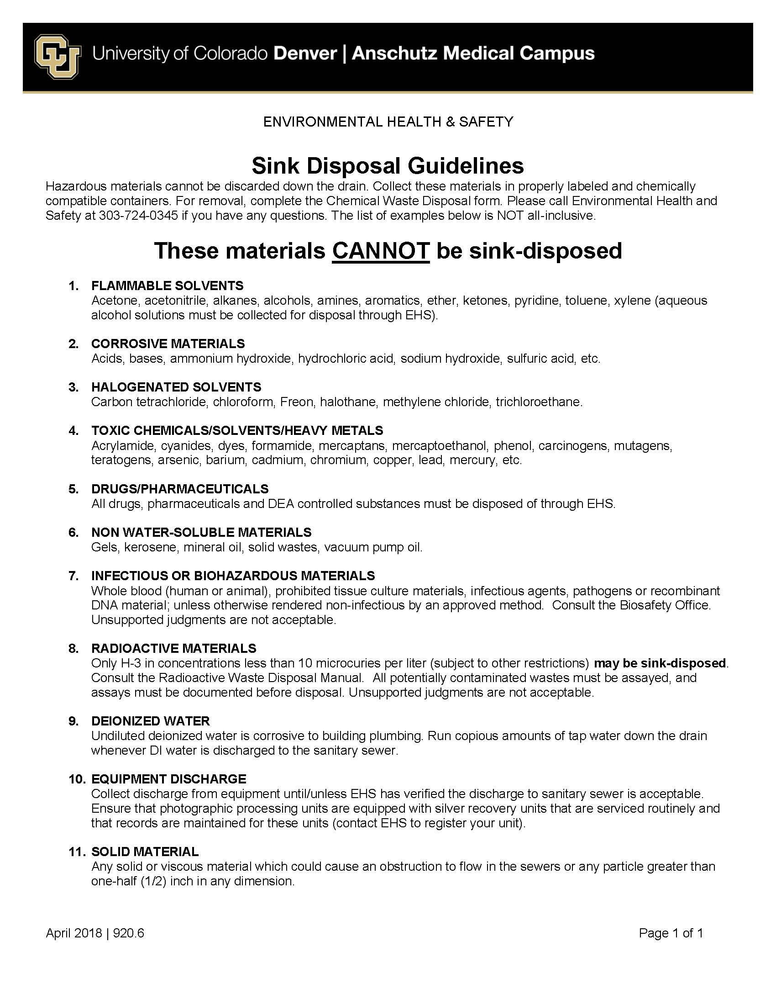 CU University of Colorado Denver | Anschutz Medical Campus
ENVIRONMENTAL HEALTH & SAFETY
Sink Disposal Guidelines
Hazardous materials cannot be discarded down the drain. Collect these materials in properly labeled and chemically
compatible containers. For removal, complete the Chemical Waste Disposal form. Please call Environmental Health and
Safety at 303-724-0345 if you have any questions. The list of examples below is NOT all-inclusive.
These materials CANNOT be sink-disposed
1. FLAMMABLE SOLVENTS
Acetone, acetonitrile, alkanes, alcohols, amines, aromatics, ether, ketones, pyridine, toluene, xylene (aqueous
alcohol solutions must be collected for disposal through EHS).
2. CORROSIVE MATERIALS
Acids, bases, ammonium hydroxide, hydrochloric acid, sodium hydroxide, sulfuric acid, etc.
3. HALOGENATED SOLVENTS
Carbon tetrachloride, chloroform, Freon, halothane, methylene chloride, trichloroethane.
4. TOXIC CHEMICALS/SOLVENTS/HEAVY METALS
Acrylamide, cyanides, dyes, formamide, mercaptans, mercaptoethanol, phenol, carcinogens, mutagens,
teratogens, arsenic, barium, cadmium, chromium, copper, lead, mercury, etc.
5. DRUGS/PHARMACEUTICALS
All drugs, pharmaceuticals and DEA controlled substances must be disposed of through EHS.
6. NON WATER-SOLUBLE MATERIALS
Gels, kerosene, mineral oil, solid wastes, vacuum pump oil.
7. INFECTIOUS OR BIOHAZARDOUS MATERIALS
Whole blood (human or animal), prohibited tissue culture materials, infectious agents, pathogens or recombinant
DNA material; unless otherwise rendered non-infectious by an approved method.  Consult the Biosafety Office.
Unsupported judgments are not acceptable.
8. RADIOACTIVE MATERIALS
Only H-3 in concentrations less than 10 microcuries per liter (subject to other restrictions) may be sink-disposed.
Consult the Radioactive Waste Disposal Manual.  All potentially contaminated wastes must be assayed, and
assays must be documented before disposal. Unsupported judgments are not acceptable.
9. DEIONIZED WATER
Undiluted deionized water is corrosive to building plumbing. Run copious amounts of tap water down the drain
whenever DI water is discharged to the sanitary sewer.
10. EQUIPMENT DISCHARGE
Collect discharge from equipment until/unless EHS has verified the discharge to sanitary sewer is acceptable.
Ensure that photographic processing units are equipped with silver recovery units that are serviced routinely and
that records are maintained for these units (contact EHS to register your unit).
11. SOLID MATERIAL
Any solid or viscous material which could cause an obstruction to flow in the sewers or any particle greater than
one-half (1/2) inch in any dimension.
April 2018 | 920.6 Page 1 of 1